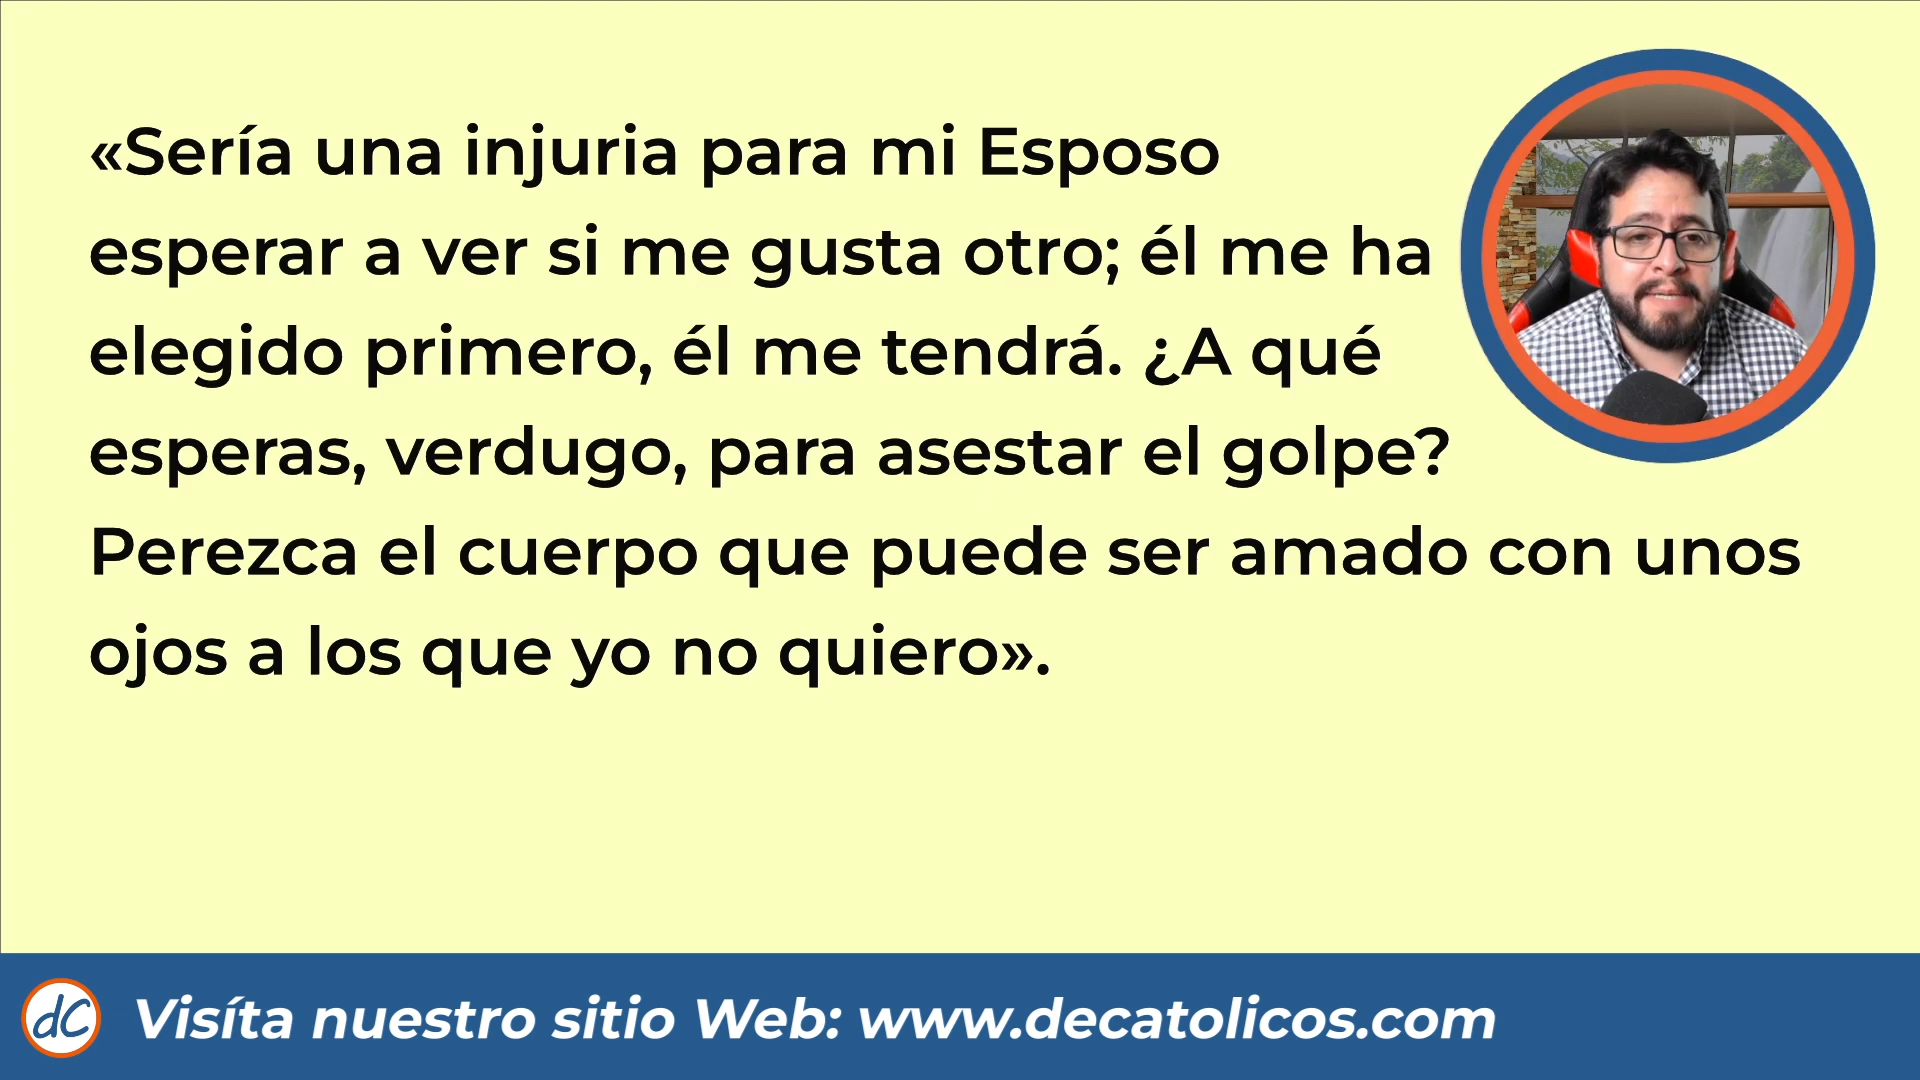 «Sería una injuria para mi Esposo
esperar a ver si me gusta otro; él me ha
elegido primero, él me tendrá. ¿A qué
esperas, verdugo, para asestar el golpe?
Perezca el cuerpo que puede ser amado con unos
ojos a los que yo no quiero».
dC Visíta nuestro sitio Web: www.decatolicos.com